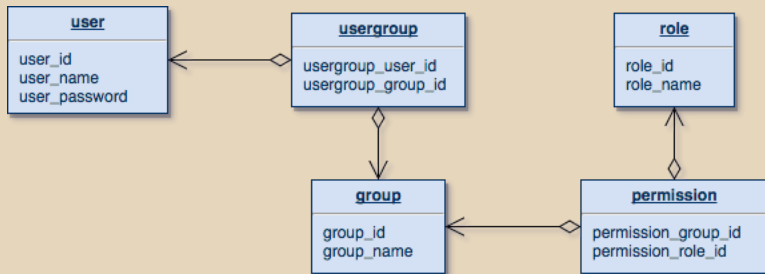 user
user_id
user_name
user_password
usergroup
usergroup_user_id
usergroup_group_id
role
role_id
role_name
group
group_id
group_name
permission
permission_group_id
permission_role_id